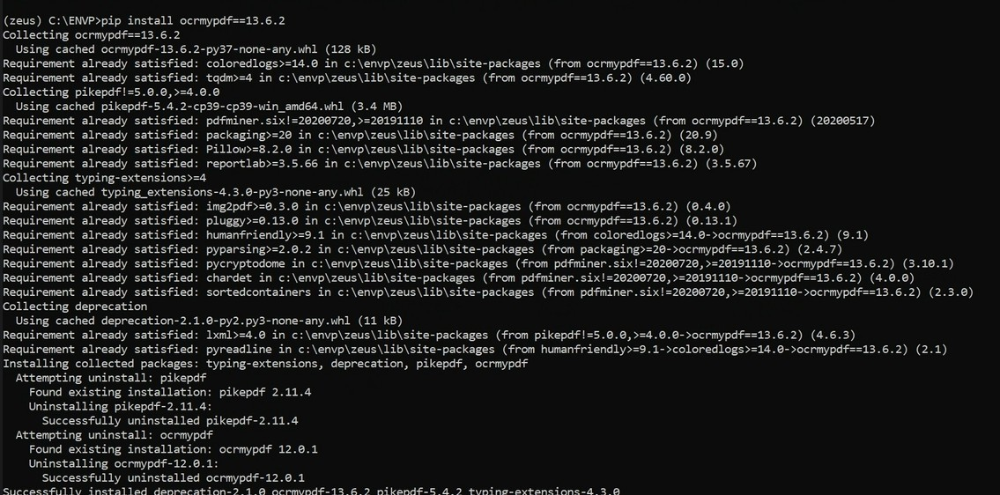 (zeus) C:\ENVP>pip install ocrmypdf==13.6.2
Collecting ocrmypdf==13.6.2
  Using cached ocrmypdf-13.6.2-py37-none-any.whl (128 kB)
Requirement already satisfied: coloredlogs>=14.0 in c:\envp\zeus\lib\site-packages (from ocrmypdf==13.6.2) (15.0)
Requirement already satisfied: tqdm>=4 in c:\envp\zeus\lib\site-packages (from ocrmypdf==13.6.2) (4.60.0)
Collecting pikepdf!=5.0.0,>=4.0.0
  Using cached pikepdf-5.4.2-cp39-cp39-win_amd64.whl (3.4 MB)
Requirement already satisfied: pdfminer.six!=20200720,>=20191110 in c:\envp\zeus\lib\site-packages (from ocrmypdf==13.6.2) (20200517)
Requirement already satisfied: packaging>=20 in c:\envp\zeus\lib\site-packages (from ocrmypdf==13.6.2) (20.9)
Requirement already satisfied: Pillow>=8.2.0 in c:\envp\zeus\lib\site-packages (from ocrmypdf==13.6.2) (8.2.0)
Requirement already satisfied: reportlab>=3.5.66 in c:\envp\zeus\lib\site-packages (from ocrmypdf==13.6.2) (3.5.67)
Collecting typing-extensions>=4
  Using cached typing_extensions-4.3.0-py3-none-any.whl (25 kB)
Requirement already satisfied: img2pdf>=0.3.0 in c:\envp\zeus\lib\site-packages (from ocrmypdf==13.6.2) (0.4.0)
Requirement already satisfied: pluggy>=0.13.0 in c:\envp\zeus\lib\site-packages (from ocrmypdf==13.6.2) (0.13.1)
Requirement already satisfied: humanfriendly>=9.1 in c:\envp\zeus\lib\site-packages (from coloredlogs>=14.0->ocrmypdf==13.6.2) (9.1)
Requirement already satisfied: pyparsing>=2.0.2 in c:\envp\zeus\lib\site-packages (from packaging>=20->ocrmypdf==13.6.2) (2.4.7)
Requirement already satisfied: pycryptodome in c:\envp\zeus\lib\site-packages (from pdfminer.six!=20200720,>=20191110->ocrmypdf==13.6.2) (3.10.1)
Requirement already satisfied: chardet in c:\envp\zeus\lib\site-packages (from pdfminer.six!=20200720,>=20191110->ocrmypdf==13.6.2) (4.0.0)
Requirement already satisfied: sortedcontainers in c:\envp\zeus\lib\site-packages (from pdfminer.six!=20200720,>=20191110->ocrmypdf==13.6.2) (2.3.0)
Collecting deprecation
  Using cached deprecation-2.1.0-py2.py3-none-any.whl (11 kB)
Requirement already satisfied: lxml>=4.0 in c:\envp\zeus\lib\site-packages (from pikepdf!=5.0.0,>=4.0.0->ocrmypdf==13.6.2) (4.6.3)
Requirement already satisfied: pyreadline in c:\envp\zeus\lib\site-packages (from humanfriendly>=9.1->coloredlogs>=14.0->ocrmypdf==13.6.2) (2.1)
Installing collected packages: typing-extensions, deprecation, pikepdf, ocrmypdf
  Attempting uninstall: pikepdf
    Found existing installation: pikepdf 2.11.4
    Uninstalling pikepdf-2.11.4:
      Successfully uninstalled pikepdf-2.11.4
  Attempting uninstall: ocrmypdf
    Found existing installation: ocrmypdf 12.0.1
    Uninstalling ocrmypdf-12.0.1:
      Successfully uninstalled ocrmypdf-12.0.1
Successfully installed deprecation-2.1.0 ocrmypdf-13.6.2 pikepdf-5.4.2 typing-extensions-4.3.0